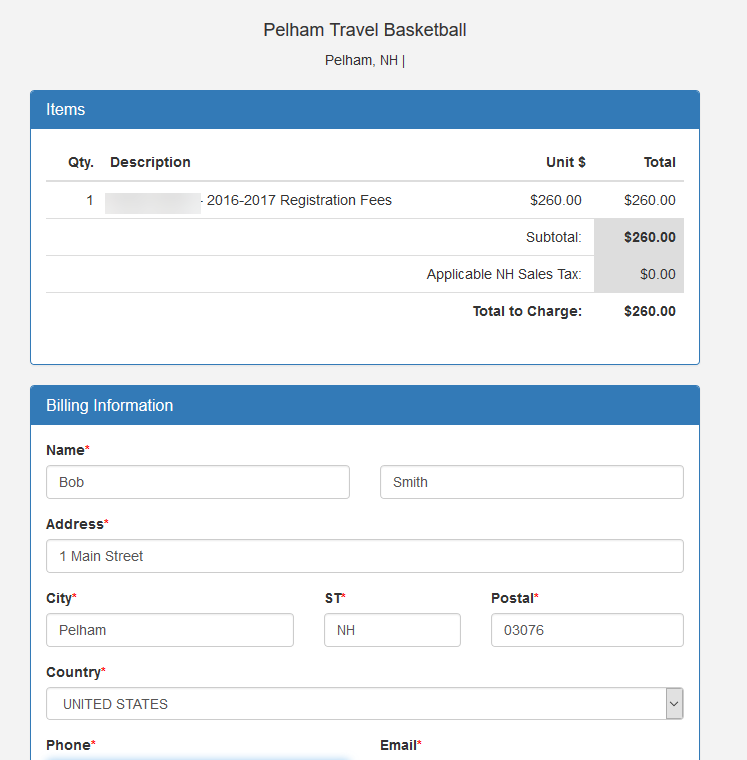 Pelham Travel Basketball
Pelham, NH |
Items
Qty. Description Unit $ Total
1 - 2016-2017 Registration Fees $260.00 $260.00
Subtotal: $260.00
Applicable NH Sales Tax: $0.00
Total to Charge: $260.00
Billing Information
Name*
Bob Smith
Address*
1 Main Street
City* ST* Postal*
Pelham NH 03076
Country*
UNITED STATES
Phone* Email*